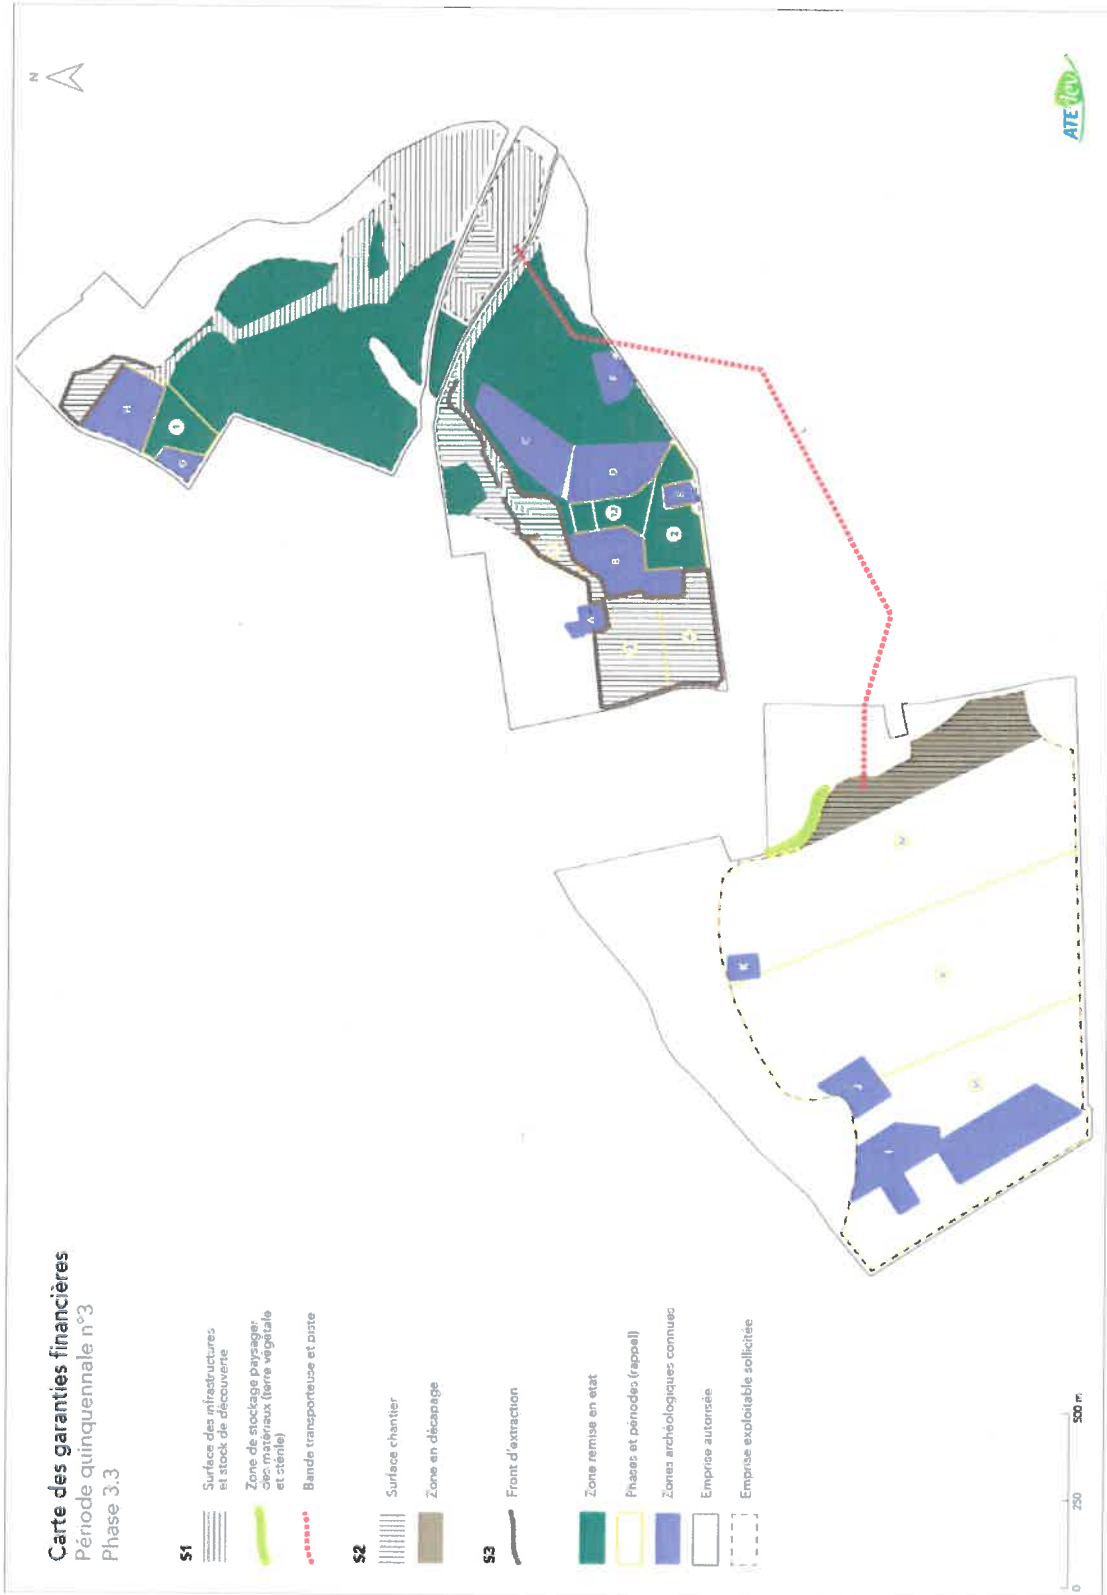 Carte des garanties financières
Période quinquennale n°3
Phase 3.3
S1
Surface des infrastructures
et stock de découverte
Zone de stockage paysager
des matériaux (terre végétale
et stérile)
Bande transporteuse et piste
S2
Surface chantier
Zone en décapage
S3
Front d'extraction
Zone remise en état
Phases et périodes (rappel)
Zones archéologiques connues
Emprise autorisée
Emprise exploitable sollicitée
0
250
500 m
N
H
1
G
C
D
F
E
2
B
A
K
J
I
ATE dev